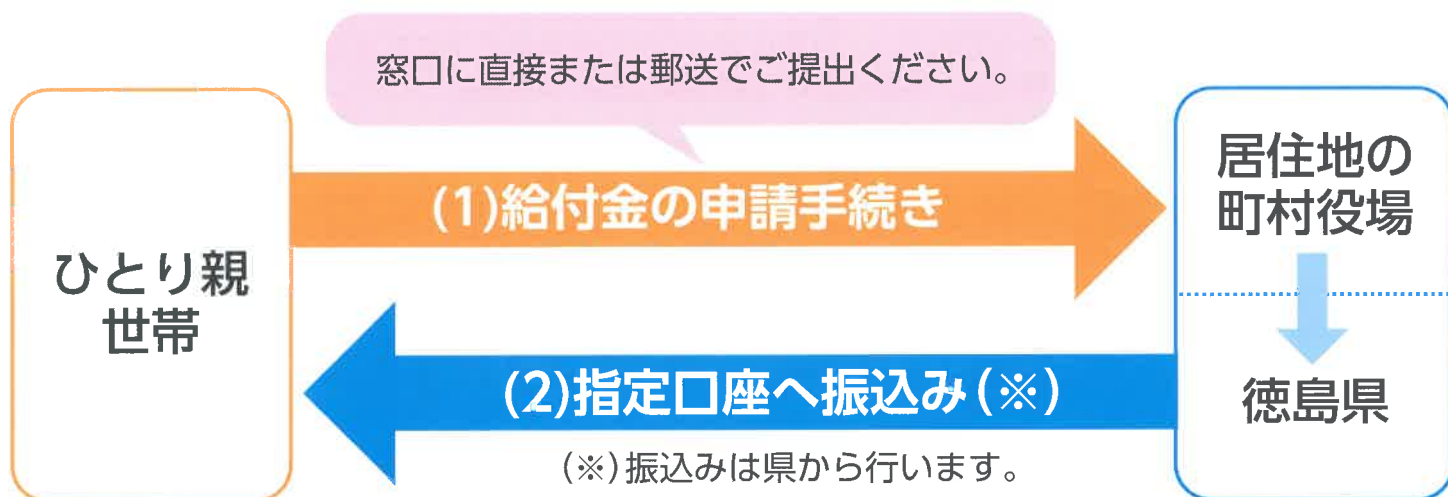 窓口に直接または郵送でご提出ください。
ひとり親
世帯
(1)給付金の申請手続き
居住地の
町村役場
徳島県
(2)指定口座へ振込み(※)
(※)振込みは県から行います。